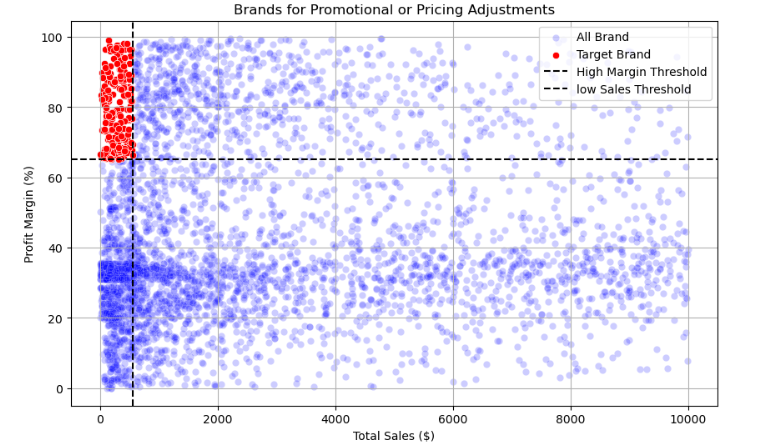 Brands for Promotional or Pricing Adjustments
All Brand
Target Brand
High Margin Threshold
low Sales Threshold
100
80
60
40
20
0
Profit Margin (%)
0
2000
4000
6000
8000
10000
Total Sales ($)